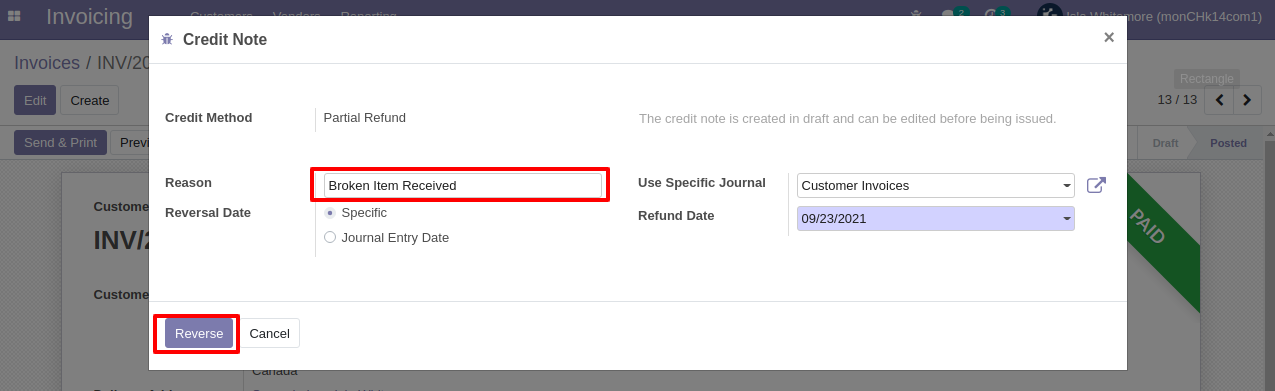 Invoicing
Customers Vendors Reporting
2
3
(monCHk14com1)
Credit Note
×
Invoices / INV/20
Rectangle
Edit
Create
13 / 13
Credit Method
Partial Refund
The credit note is created in draft and can be edited before being issued.
Send & Print
Previ
Draft
Posted
Reason
Broken Item Received
Use Specific Journal
Customer Invoices
Reversal Date
Specific
Refund Date
09/23/2021
Journal Entry Date
Custome
INV/2
PAID
Custome
Reverse
Cancel
Canada